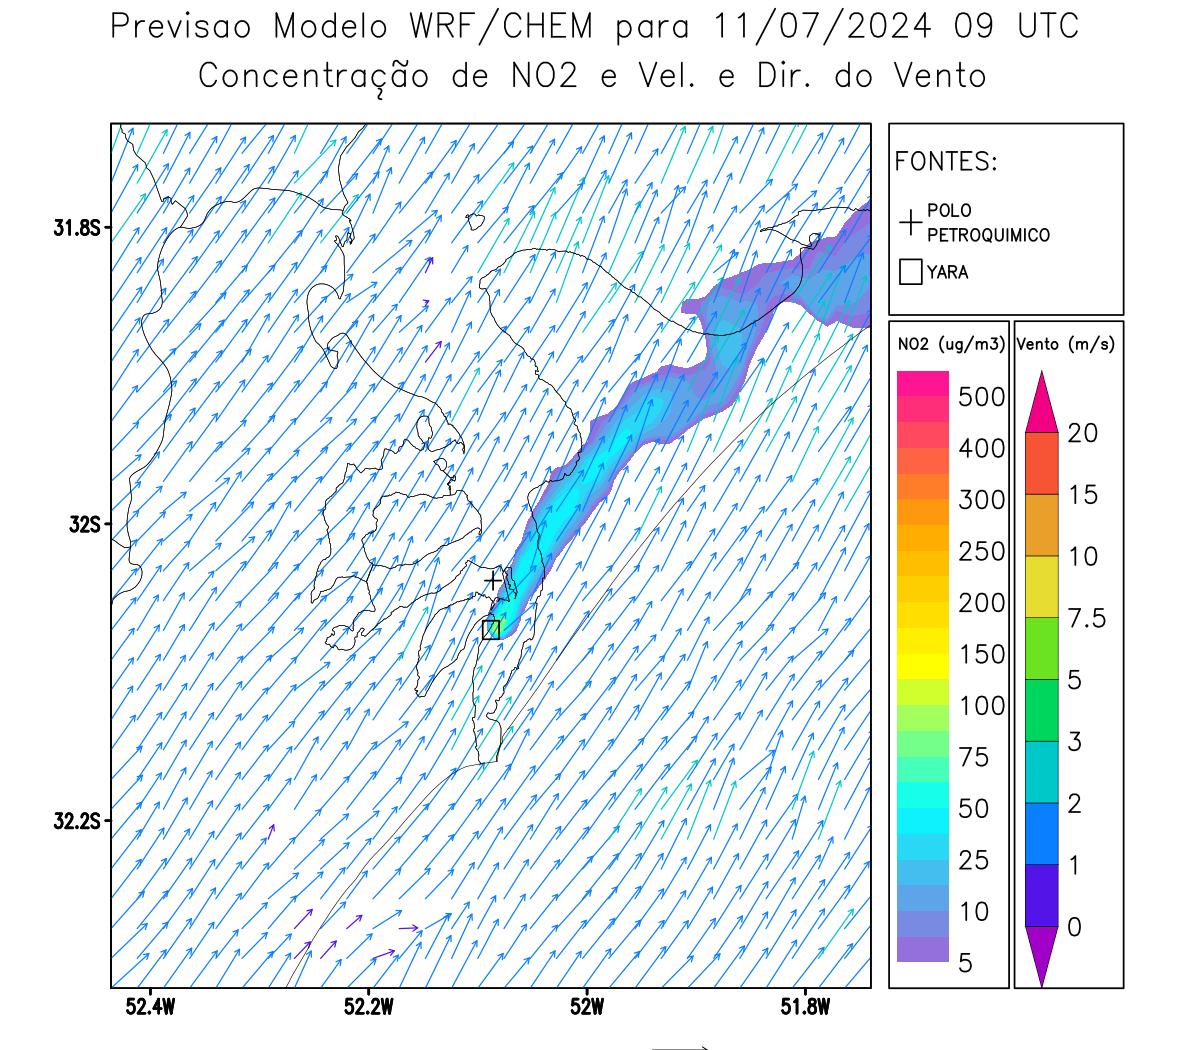 Previsao Modelo WRF/CHEM para 11/07/2024 09 UTC
Concentração de NO2 e Vel. e Dir. do Vento
FONTES:
POLO
PETROQUIMICO
YARA
31.8S
32S
32.2S
52.4W
52.2W
52W
51.8W
NO2 (ug/m3)
500
400
300
250
200
150
100
75
50
25
10
5
Vento (m/s)
20
15
10
7.5
5
3
2
1
0